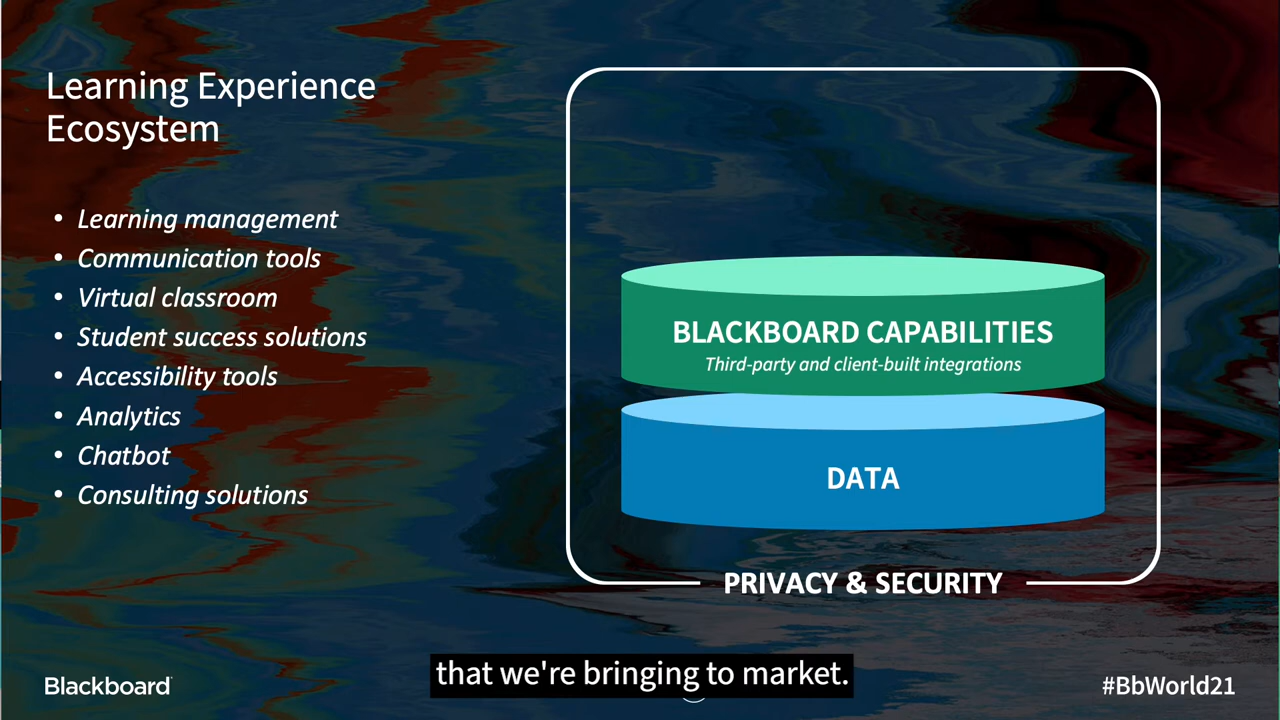 Learning Experience
Ecosystem
• Learning management
• Communication tools
• Virtual classroom
• Student success solutions
• Accessibility tools
• Analytics
• Chatbot
• Consulting solutions
BLACKBOARD CAPABILITIES
Third-party and client-built integrations
DATA
PRIVACY & SECURITY
that we're bringing to market.
Blackboard
#BbWorld21